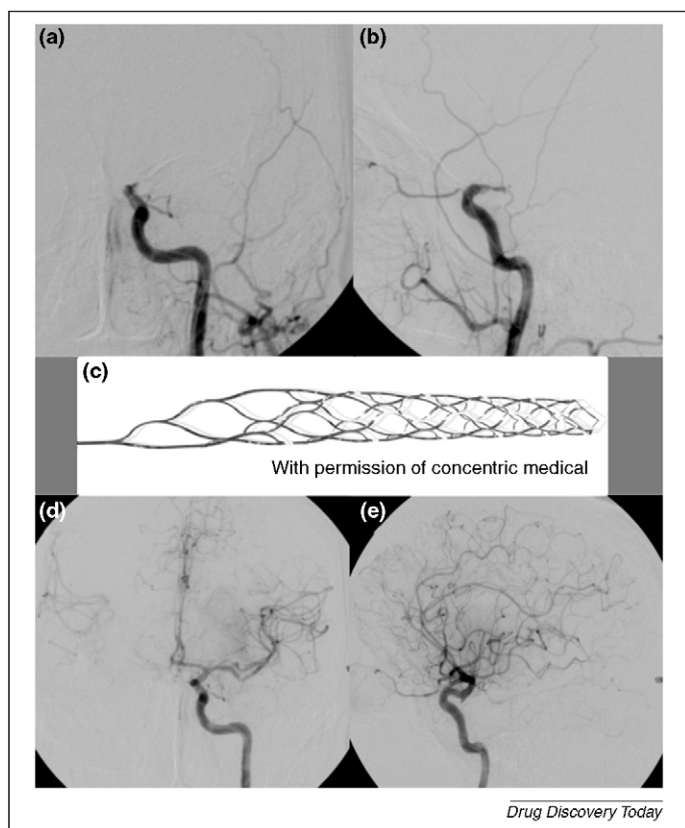 (a)
(b)
(c)
With permission of concentric medical
(d)
(e)
Drug Discovery Today